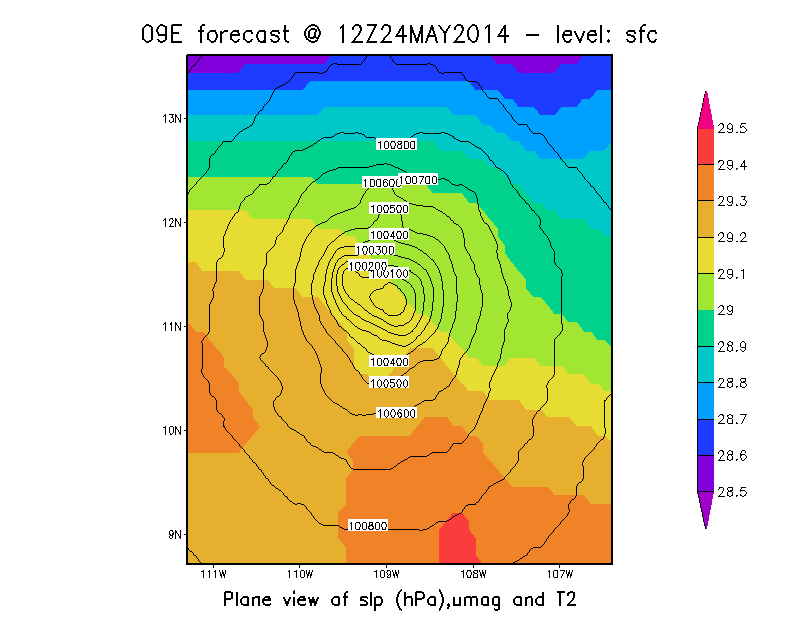 09E forecast @ 12Z24MAY2014 - level: sfc
13N
12N
11N
10N
9N
100800
100600
100700
100500
100400
100300
100200
100100
100400
100500
100600
100800
111W 110W 109W 108W 107W
29.5
29.4
29.3
29.2
29.1
29
28.9
28.8
28.7
28.6
28.5
Plane view of slp (hPa),umag and T2